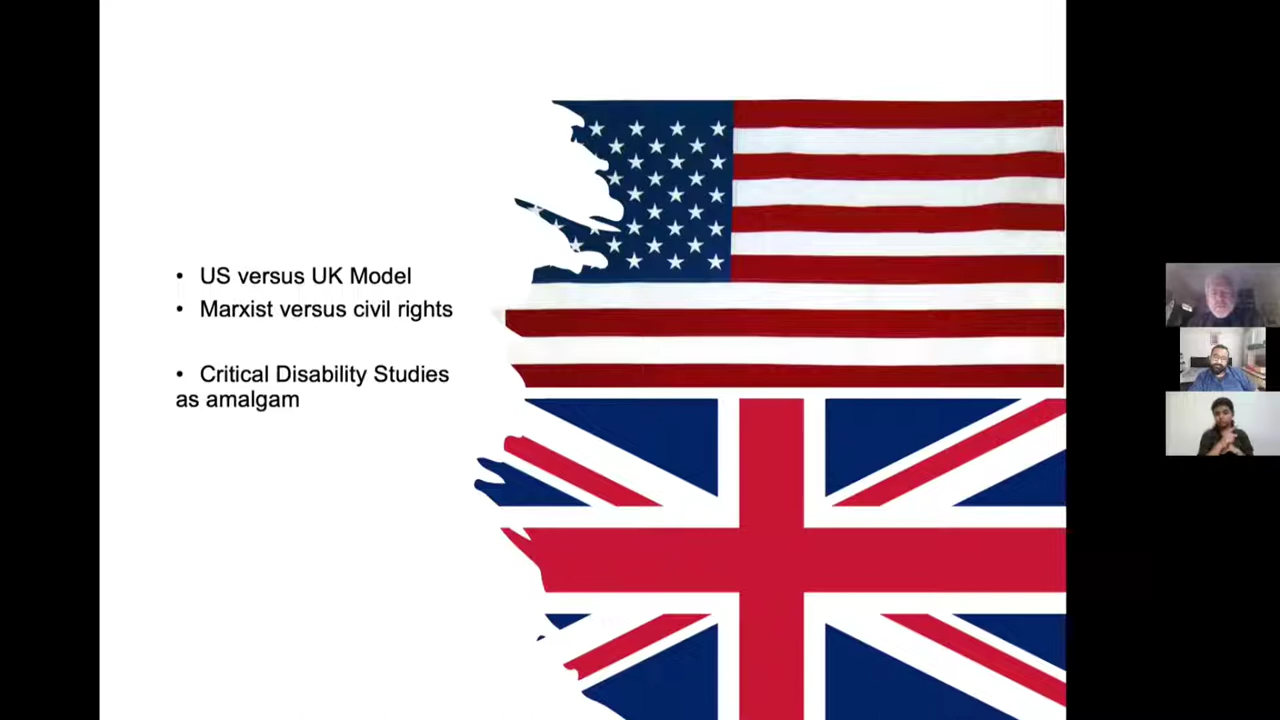 • US versus UK Model
• Marxist versus civil rights
• Critical Disability Studies
as amalgam